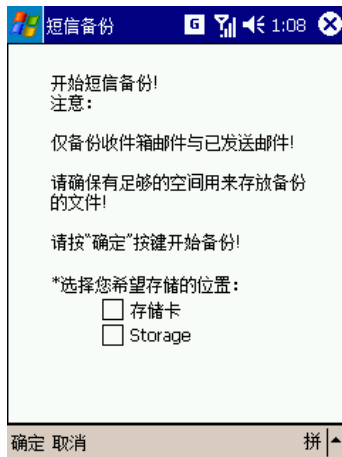 短信备份 G 1:08
开始短信备份!
注意:
仅备份收件箱邮件与已发送邮件!
请确保有足够的空间用来存放备份
的文件!
请按"确定"按键开始备份!
*选择您希望存储的位置:
存储卡
Storage
确定 取消 拼